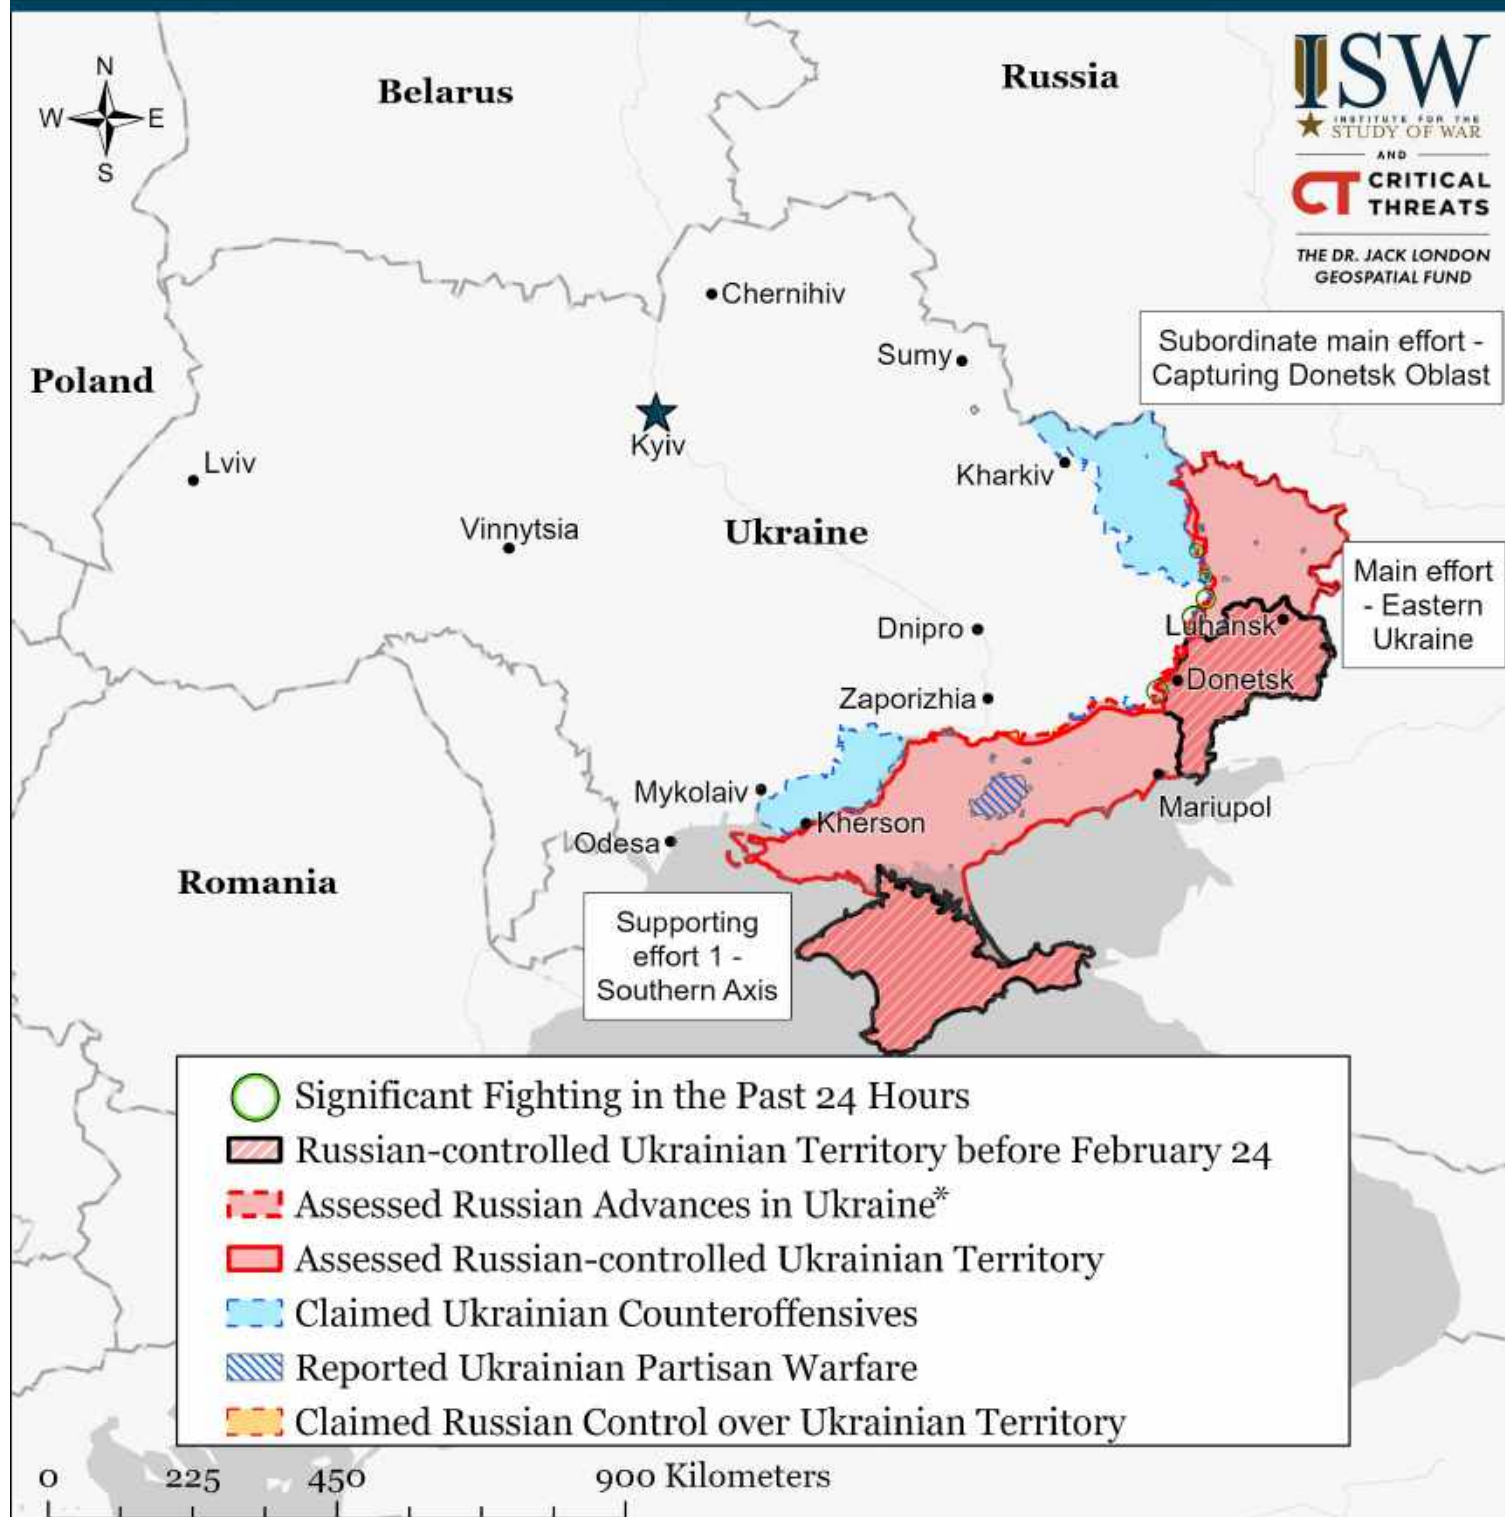 N
W E
S
Belarus
Russia
ISW
INSTITUTE FOR THE
STUDY OF WAR
AND
CT CRITICAL
THREATS
THE DR. JACK LONDON
GEOSPATIAL FUND
Chernihiv
Subordinate main effort -
Capturing Donetsk Oblast
Sumy
Poland
Kyiv
Lviv
Kharkiv
Vinnytsia
Ukraine
Main effort
- Eastern
Ukraine
Dnipro
Luhansk
Donetsk
Zaporizhia
Mykolaiv
Mariupol
Kherson
Odesa
Romania
Supporting
effort 1 -
Southern Axis
Significant Fighting in the Past 24 Hours
Russian-controlled Ukrainian Territory before February 24
Assessed Russian Advances in Ukraine*
Assessed Russian-controlled Ukrainian Territory
Claimed Ukrainian Counteroffensives
Reported Ukrainian Partisan Warfare
Claimed Russian Control over Ukrainian Territory
0 225 450 900 Kilometers